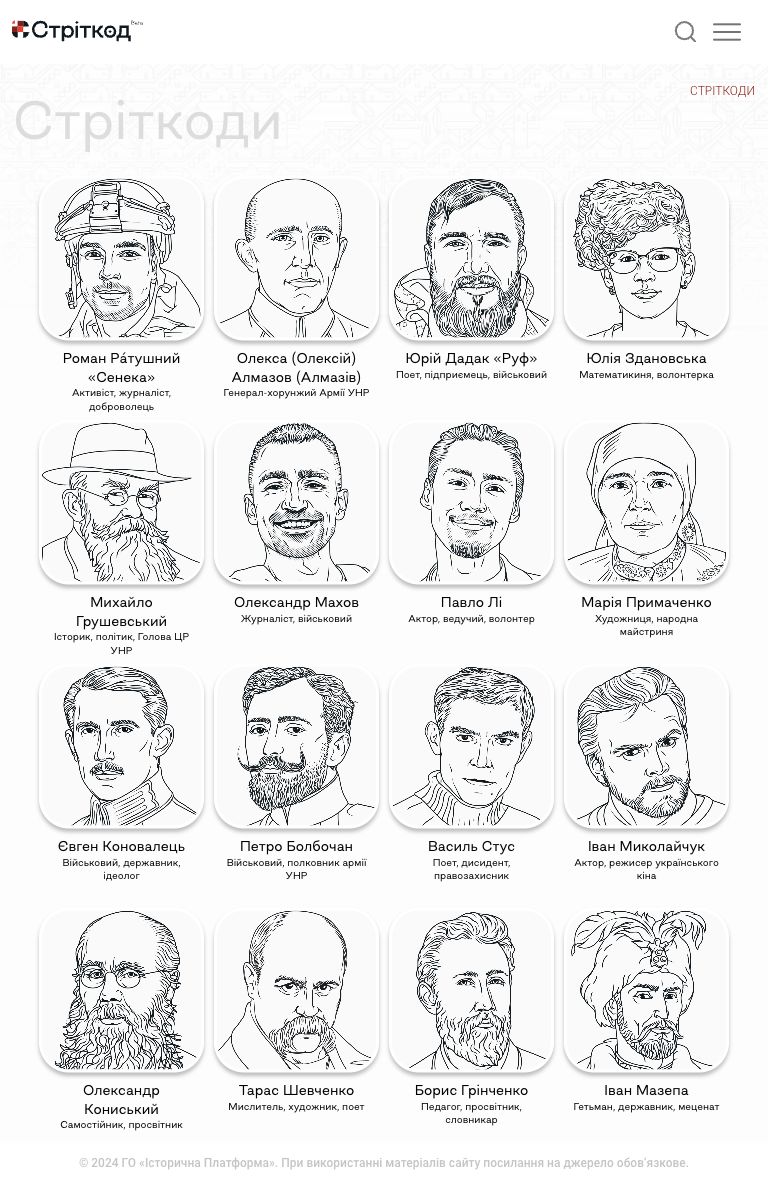 Стріткод Beta
СТРІТКОДИ
Стріткоди
Роман Ра́тушний
«Сенека»
Активіст, журналіст,
доброволець
Олекса (Олексій)
Алмазов (Алмазів)
Генерал-хорунжий Армії УНР
Юрій Дадак «Руф»
Поет, підприємець, військовий
Юлія Здановська
Математикиня, волонтерка
Михайло
Грушевський
Історик, політик, Голова ЦР
УНР
Олександр Махов
Журналіст, військовий
Павло Лі
Актор, ведучий, волонтер
Марія Примаченко
Художниця, народна
майстриня
Євген Коновалець
Військовий, державник,
ідеолог
Петро Болбочан
Військовий, полковник армії
УНР
Василь Стус
Поет, дисидент,
правозахисник
Іван Миколайчук
Актор, режисер українського
кіна
Олександр
Кониський
Самостійник, просвітник
Тарас Шевченко
Мислитель, художник, поет
Борис Грінченко
Педагог, просвітник,
словникар
Іван Мазепа
Гетьман, державник, меценат
© 2024 ГО «Історична Платформа». При використанні матеріалів сайту посилання на джерело обов’язкове.